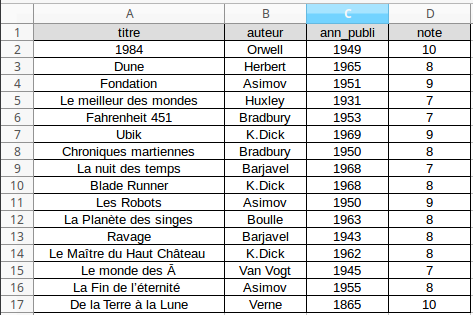 A B C D
1 titre auteur ann_publi note
2 1984 Orwell 1949 10
3 Dune Herbert 1965 8
4 Fondation Asimov 1951 9
5 Le meilleur des mondes Huxley 1931 7
6 Fahrenheit 451 Bradbury 1953 7
7 Ubik K.Dick 1969 9
8 Chroniques martiennes Bradbury 1950 8
9 La nuit des temps Barjavel 1968 7
10 Blade Runner K.Dick 1968 8
11 Les Robots Asimov 1950 9
12 La Planète des singes Boulle 1963 8
13 Ravage Barjavel 1943 8
14 Le Maître du Haut Château K.Dick 1962 8
15 Le monde des Ā Van Vogt 1945 7
16 La Fin de l’éternité Asimov 1955 8
17 De la Terre à la Lune Verne 1865 10